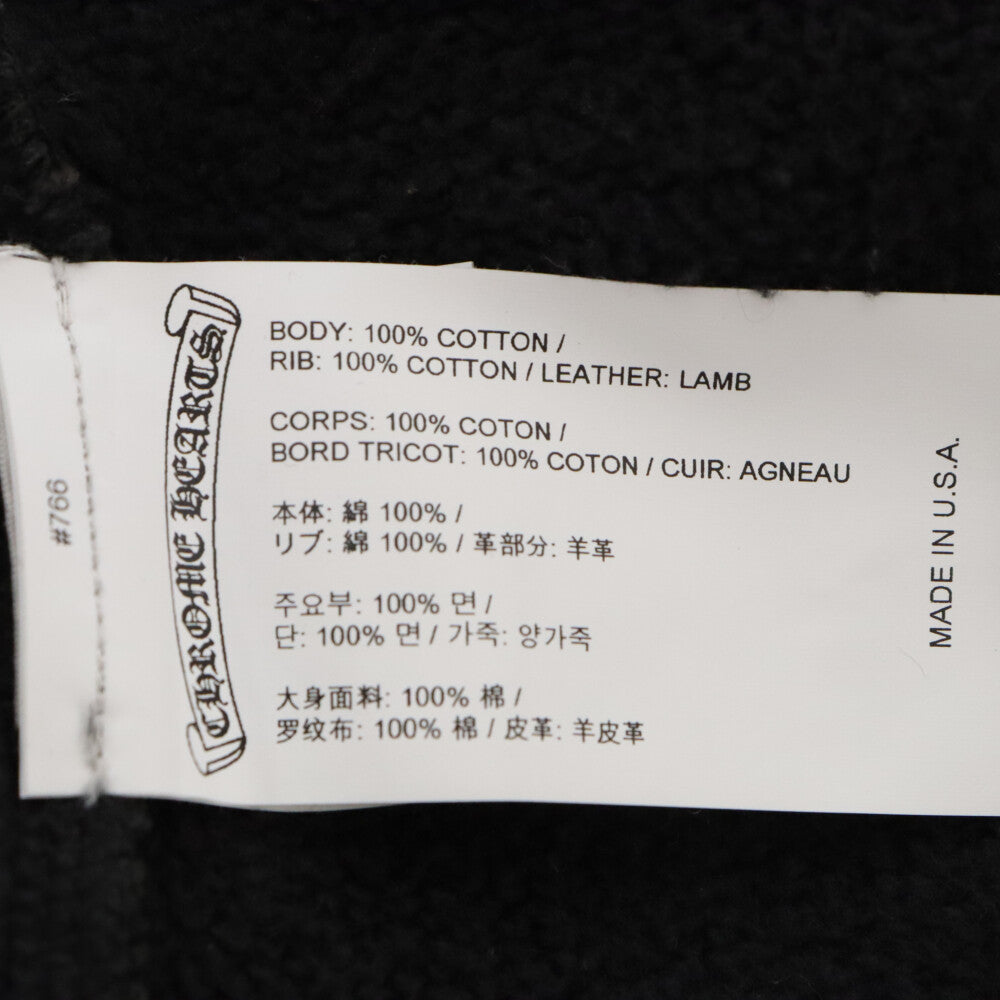 #766
CHROME HEARTS
BODY: 100% COTTON /
RIB: 100% COTTON / LEATHER: LAMB
CORPS: 100% COTON /
BORD TRICOT: 100% COTON / CUIR: AGNEAU
本体: 綿 100% /
リブ: 綿 100% / 革部分: 羊革
주요부: 100% 면 /
단: 100% 면 / 가죽: 양가죽
大身面料: 100% 棉 /
罗纹布: 100% 棉 / 皮革: 羊皮革
MADE IN U.S.A.